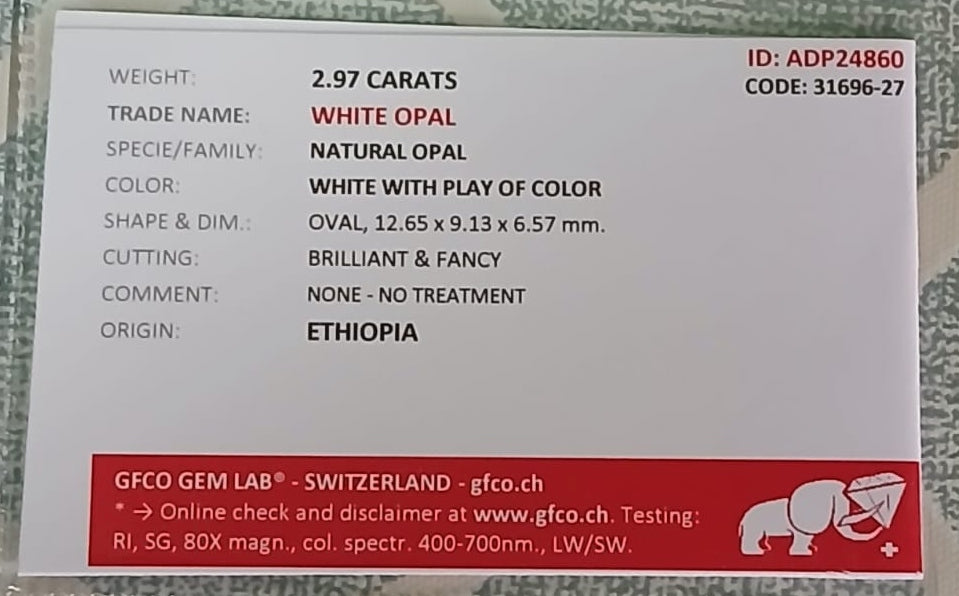 ID: ADP24860
CODE: 31696-27
WEIGHT: 2.97 CARATS
TRADE NAME: WHITE OPAL
SPECIE/FAMILY: NATURAL OPAL
COLOR: WHITE WITH PLAY OF COLOR
SHAPE & DIM.: OVAL, 12.65 x 9.13 x 6.57 mm.
CUTTING: BRILLIANT & FANCY
COMMENT: NONE - NO TREATMENT
ORIGIN: ETHIOPIA
GFCO GEM LAB® - SWITZERLAND - gfco.ch
* → Online check and disclaimer at www.gfco.ch. Testing:
RI, SG, 80X magn., col. spectr. 400-700nm., LW/SW.